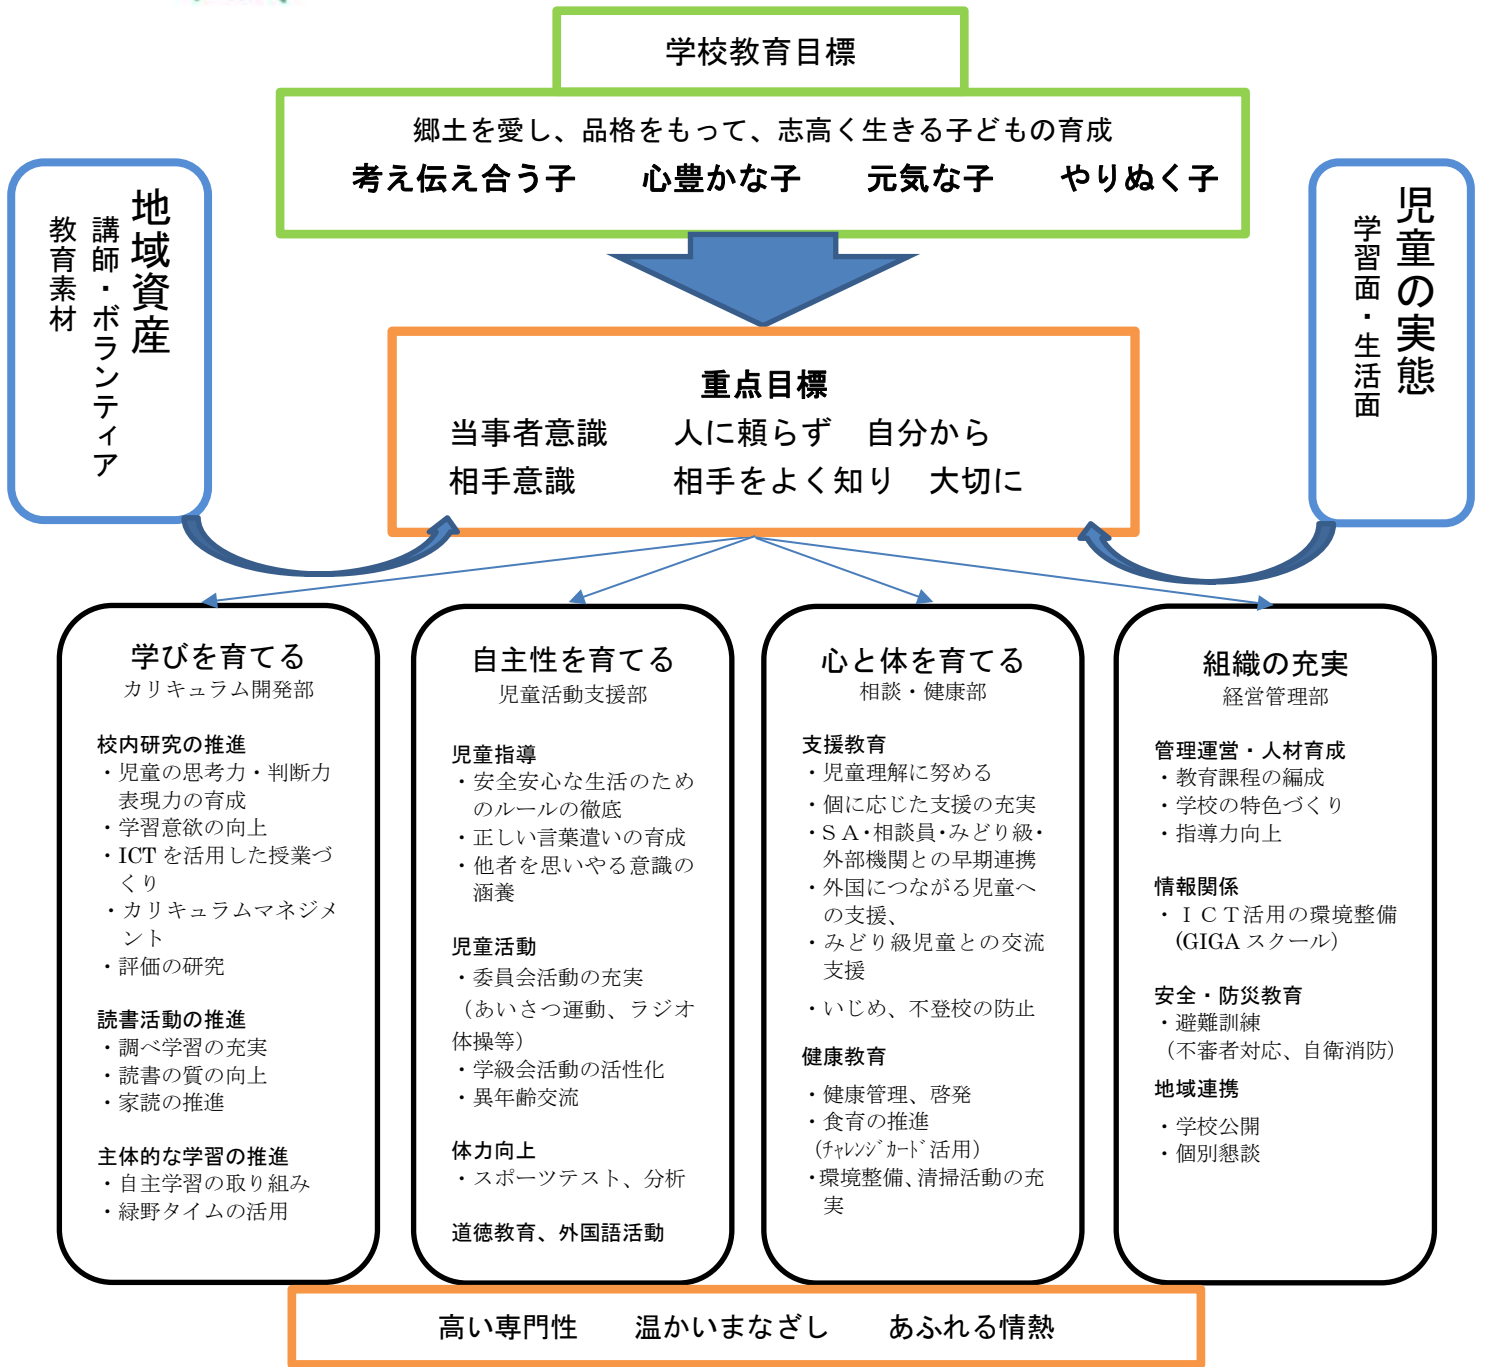 学校教育目標
郷土を愛し、品格をもって、志高く生きる子どもの育成
考え伝え合う子　心豊かな子　元気な子　やりぬく子
地域資産
講師・ボランティア
教育素材
児童の実態
学習面・生活面
重点目標
当事者意識　人に頼らず　自分から
相手意識　相手をよく知り　大切に
学びを育てる
カリキュラム開発部
校内研究の推進
・児童の思考力・判断力
表現力の育成
・学習意欲の向上
・ICT を活用した授業づ
くり
・カリキュラムマネジメ
ント
・評価の研究
読書活動の推進
・調べ学習の充実
・読書の質の向上
・家読の推進
主体的な学習の推進
・自主学習の取り組み
・緑野タイムの活用
自主性を育てる
児童活動支援部
児童指導
・安全安心な生活のため
のルールの徹底
・正しい言葉遣いの育成
・他者を思いやる意識の
涵養
児童活動
・委員会活動の充実
（あいさつ運動、ラジオ
体操等）
・学級会活動の活性化
・異年齢交流
体力向上
・スポーツテスト、分析
道徳教育、外国語活動
心と体を育てる
相談・健康部
支援教育
・児童理解に努める
・個に応じた支援の充実
・ＳＡ・相談員・みどり級・
外部機関との早期連携
・外国につながる児童へ
の支援、
・みどり級児童との交流
支援
・いじめ、不登校の防止
健康教育
・健康管理、啓発
・食育の推進
（ﾁｬﾚﾝｼﾞｶｰﾄﾞ活用）
・環境整備、清掃活動の充
実
組織の充実
経営管理部
管理運営・人材育成
・教育課程の編成
・学校の特色づくり
・指導力向上
情報関係
・ＩＣＴ活用の環境整備
(GIGA スクール）
安全・防災教育
・避難訓練
（不審者対応、自衛消防）
地域連携
・学校公開
・個別懇談
高い専門性　温かいまなざし　あふれる情熱